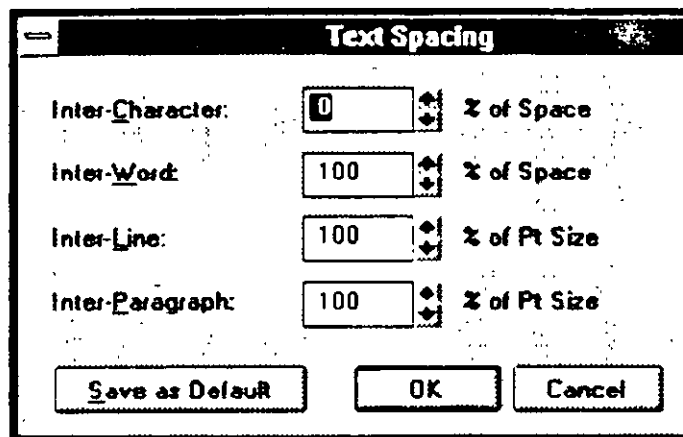 Text Spacing
Inter-Character: 0 % of Space
Inter-Word: 100 % of Space
Inter-Line: 100 % of Pt Size
Inter-Paragraph: 100 % of Pt Size
Save as Default OK Cancel